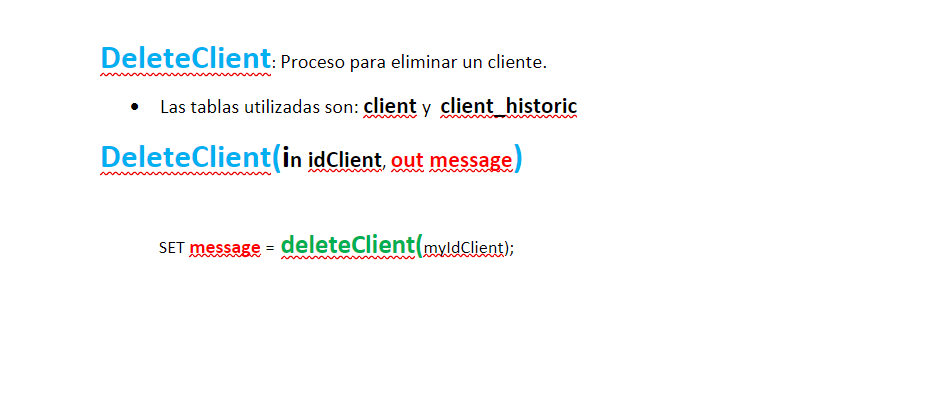 DeleteClient: Proceso para eliminar un cliente.
• Las tablas utilizadas son: client y client_historic
DeleteClient(in idClient, out message)
SET message = deleteClient(myIdClient);